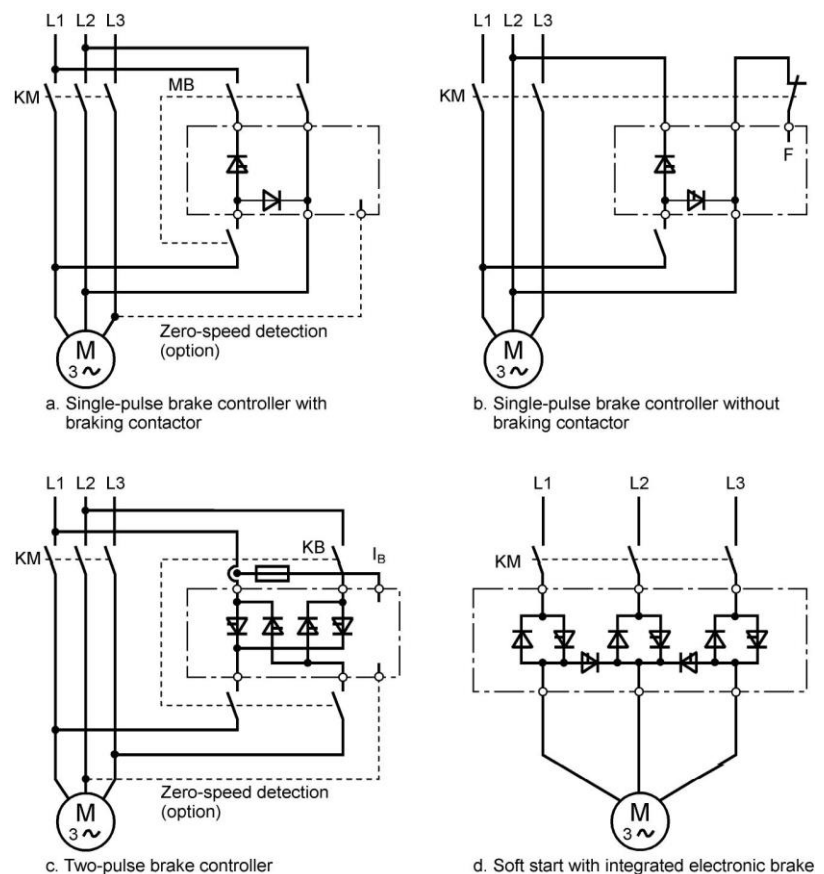 L1 L2 L3
KM
MB
Zero-speed detection
(option)
M
3 ~
a. Single-pulse brake controller with
braking contactor
L1 L2 L3
KM
F
M
3 ~
b. Single-pulse brake controller without
braking contactor
L1 L2 L3
KM
KB
IB
Zero-speed detection
(option)
M
3 ~
c. Two-pulse brake controller
L1 L2 L3
KM
M
3 ~
d. Soft start with integrated electronic brake